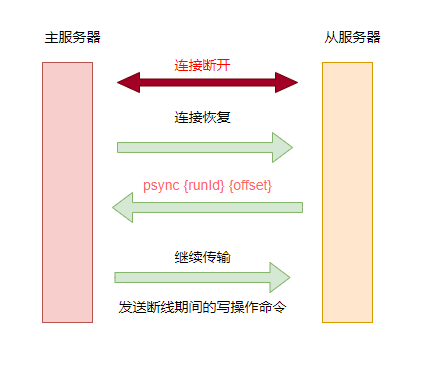 主服务器
从服务器
连接断开
连接恢复
psync {runId} {offset}
继续传输
发送断线期间的写操作命令